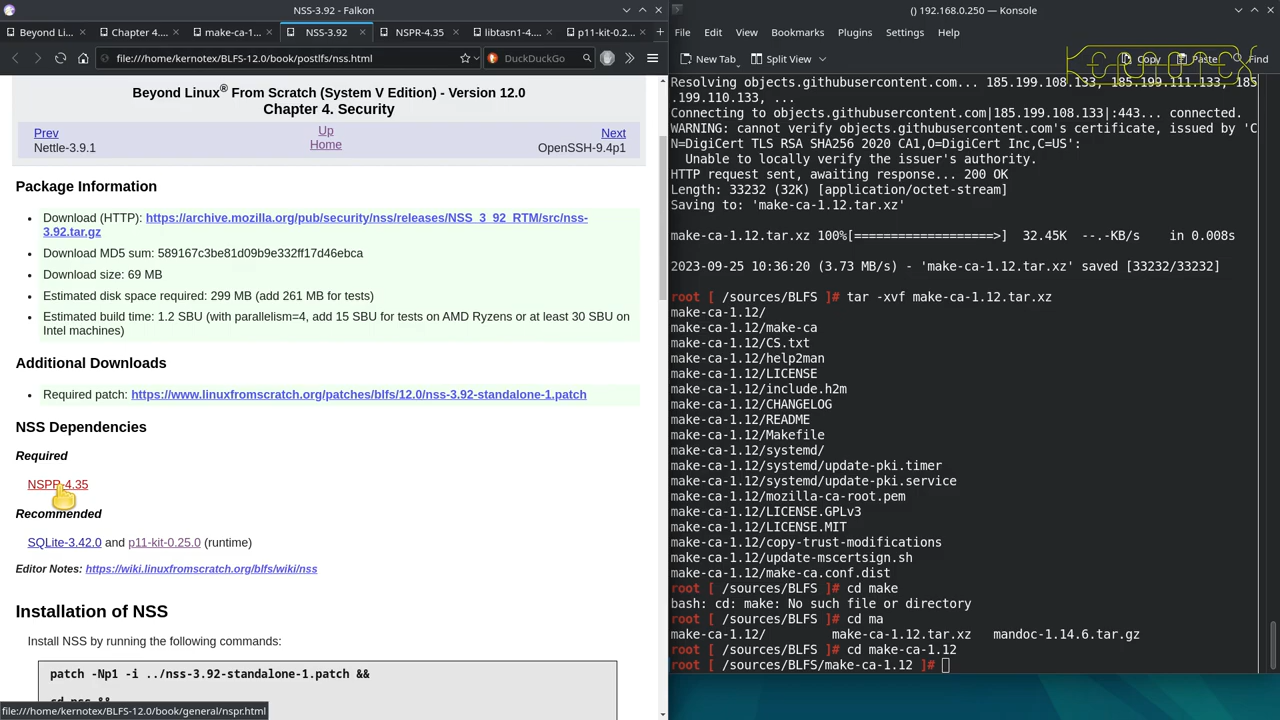 NSS-3.92 - Falkon
Beyond Li...
Chapter 4....
make-ca-1...
NSS-3.92
NSPR-4.35
libtasn1-4....
p11-kit-0.2...
file:///home/kernotex/BLFS-12.0/book/postlfs/nss.html
DuckDuckGo
Beyond Linux® From Scratch (System V Edition) - Version 12.0
Chapter 4. Security
Prev
Up
Next
Nettle-3.9.1
Home
OpenSSH-9.4p1
Package Information
• Download (HTTP): https://archive.mozilla.org/pub/security/nss/releases/NSS_3_92_RTM/src/nss-
3.92.tar.gz
• Download MD5 sum: 589167c3be81d09b9e332ff17d46ebca
• Download size: 69 MB
• Estimated disk space required: 299 MB (add 261 MB for tests)
• Estimated build time: 1.2 SBU (with parallelism=4, add 15 SBU for tests on AMD Ryzens or at least 30 SBU on
Intel machines)
Additional Downloads
• Required patch: https://www.linuxfromscratch.org/patches/blfs/12.0/nss-3.92-standalone-1.patch
NSS Dependencies
Required
NSPR-4.35
Recommended
SQLite-3.42.0 and p11-kit-0.25.0 (runtime)
Editor Notes: https://wiki.linuxfromscratch.org/blfs/wiki/nss
Installation of NSS
Install NSS by running the following commands:
patch -Np1 -i ../nss-3.92-standalone-1.patch &&
cd nss &&
file:///home/kernotex/BLFS-12.0/book/general/nspr.html
() 192.168.0.250 — Konsole
File Edit View Bookmarks Plugins Settings Help
New Tab
Split View
Copy
Paste
Find
Kernotex
Resolving objects.githubusercontent.com... 185.199.108.133, 185.199.111.133, 185
.199.110.133, ...
Connecting to objects.githubusercontent.com|185.199.108.133|:443... connected.
WARNING: cannot verify objects.githubusercontent.com's certificate, issued by 'C
N=DigiCert TLS RSA SHA256 2020 CA1,O=DigiCert Inc,C=US':
Unable to locally verify the issuer's authority.
HTTP request sent, awaiting response... 200 OK
Length: 33232 (32K) [application/octet-stream]
Saving to: 'make-ca-1.12.tar.xz'
make-ca-1.12.tar.xz 100%[===================>] 32.45K --.-KB/s in 0.008s
2023-09-25 10:36:20 (3.73 MB/s) - 'make-ca-1.12.tar.xz' saved [33232/33232]
root [ /sources/BLFS ]# tar -xvf make-ca-1.12.tar.xz
make-ca-1.12/
make-ca-1.12/make-ca
make-ca-1.12/CS.txt
make-ca-1.12/help2man
make-ca-1.12/LICENSE
make-ca-1.12/include.h2m
make-ca-1.12/CHANGELOG
make-ca-1.12/README
make-ca-1.12/Makefile
make-ca-1.12/systemd/
make-ca-1.12/systemd/update-pki.timer
make-ca-1.12/systemd/update-pki.service
make-ca-1.12/mozilla-ca-root.pem
make-ca-1.12/LICENSE.GPLv3
make-ca-1.12/LICENSE.MIT
make-ca-1.12/copy-trust-modifications
make-ca-1.12/update-mscertsign.sh
make-ca-1.12/make-ca.conf.dist
root [ /sources/BLFS ]# cd make
bash: cd: make: No such file or directory
root [ /sources/BLFS ]# cd ma
make-ca-1.12/ make-ca-1.12.tar.xz mandoc-1.14.6.tar.gz
root [ /sources/BLFS ]# cd make-ca-1.12
root [ /sources/BLFS/make-ca-1.12 ]#